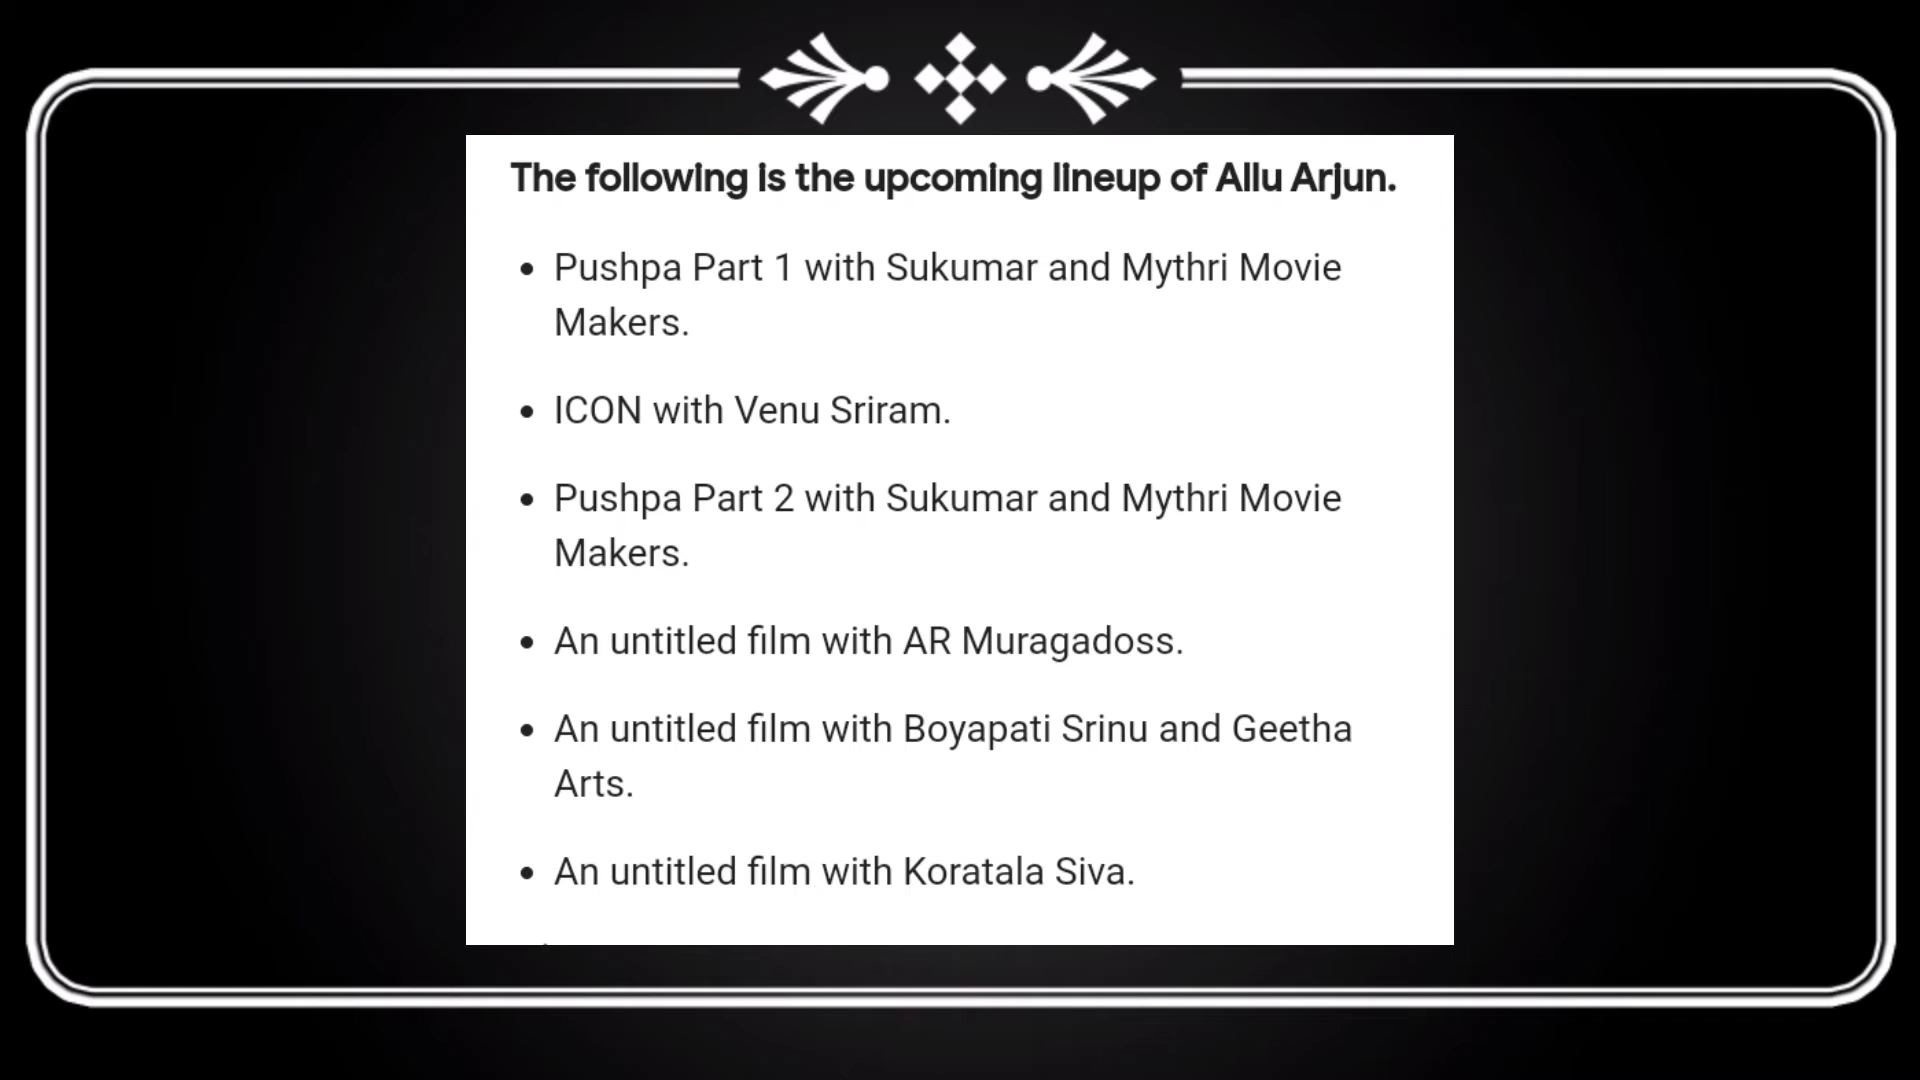 The following is the upcoming lineup of Allu Arjun.
• Pushpa Part 1 with Sukumar and Mythri Movie
Makers.
• ICON with Venu Sriram.
• Pushpa Part 2 with Sukumar and Mythri Movie
Makers.
• An untitled film with AR Muragadoss.
• An untitled film with Boyapati Srinu and Geetha
Arts.
• An untitled film with Koratala Siva.